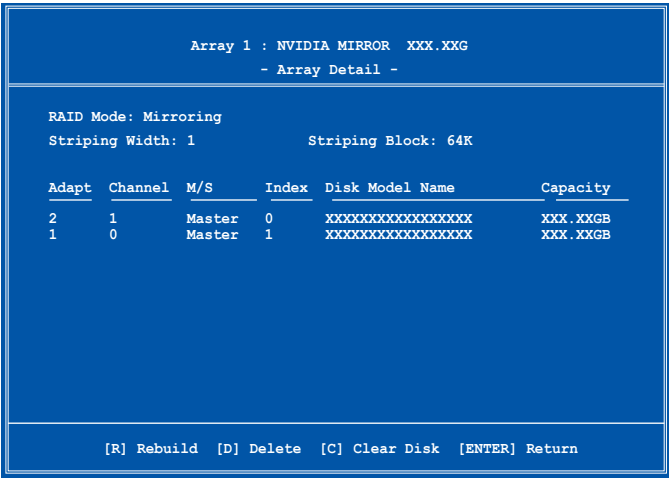 Array 1 : NVIDIA MIRROR  XXX.XXG
- Array Detail -
RAID Mode: Mirroring
Striping Width: 1  Striping Block: 64K
Adapt  Channel  M/S  Index  Disk Model Name  Capacity
2  1  Master  0  XXXXXXXXXXXXXXXXX  XXX.XXGB
1  0  Master  1  XXXXXXXXXXXXXXXXX  XXX.XXGB
[R] Rebuild  [D] Delete  [C] Clear Disk  [ENTER] Return